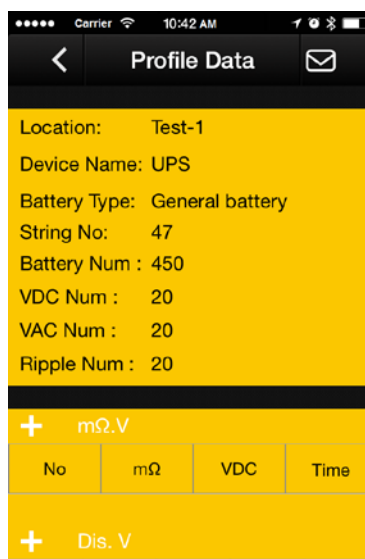 Carrier 10:42 AM
Profile Data
Location: Test-1
Device Name: UPS
Battery Type: General battery
String No: 47
Battery Num : 450
VDC Num : 20
VAC Num : 20
Ripple Num : 20
+ mΩ.V
No mΩ VDC Time
+ Dis. V